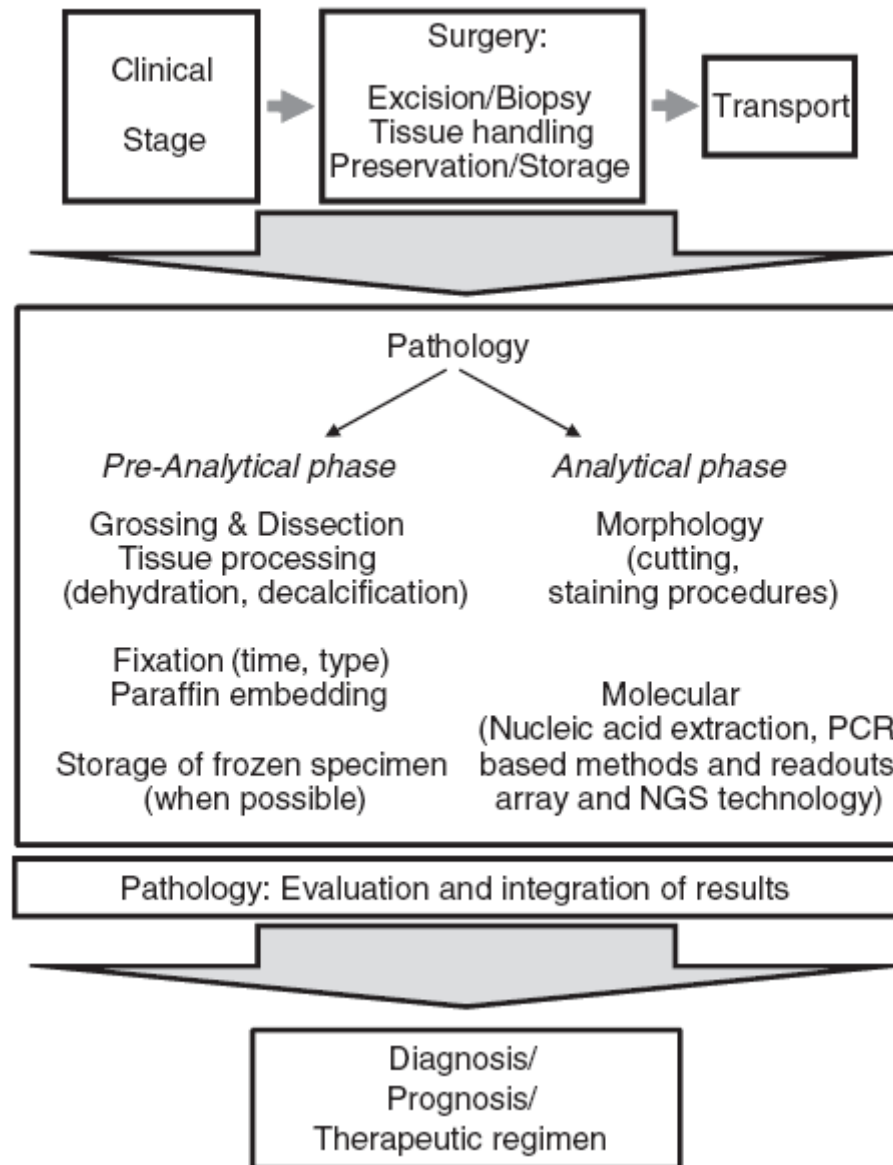 Clinical
Stage
Surgery:
Excision/Biopsy
Tissue handling
Preservation/Storage
Transport
Pathology
Pre-Analytical phase
Grossing & Dissection
Tissue processing
(dehydration, decalcification)
Fixation (time, type)
Paraffin embedding
Storage of frozen specimen
(when possible)
Analytical phase
Morphology
(cutting,
staining procedures)
Molecular
(Nucleic acid extraction, PCR
based methods and readouts
array and NGS technology)
Pathology: Evaluation and integration of results
Diagnosis/
Prognosis/
Therapeutic regimen